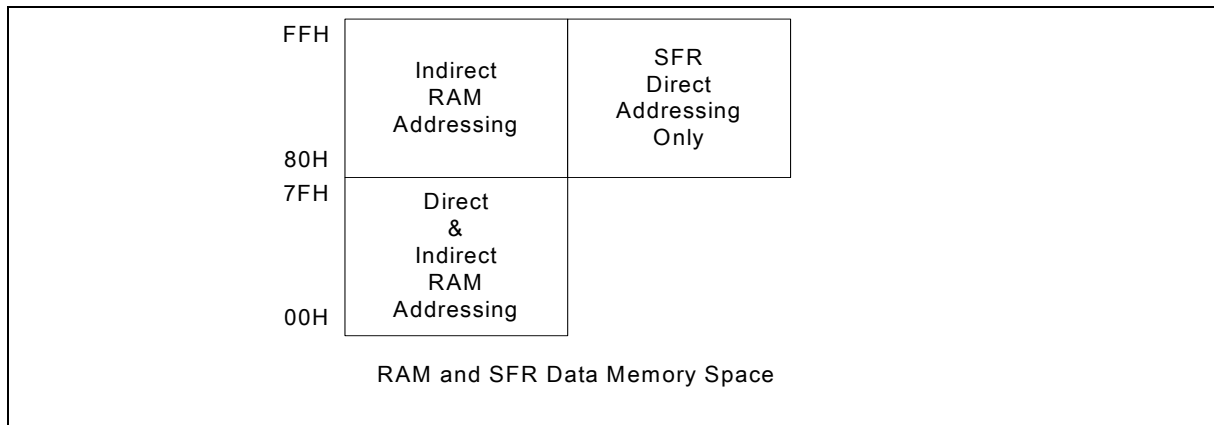 FFH
Indirect
RAM
Addressing
SFR
Direct
Addressing
Only
80H
7FH
Direct
&
Indirect
RAM
Addressing
00H
RAM and SFR Data Memory Space